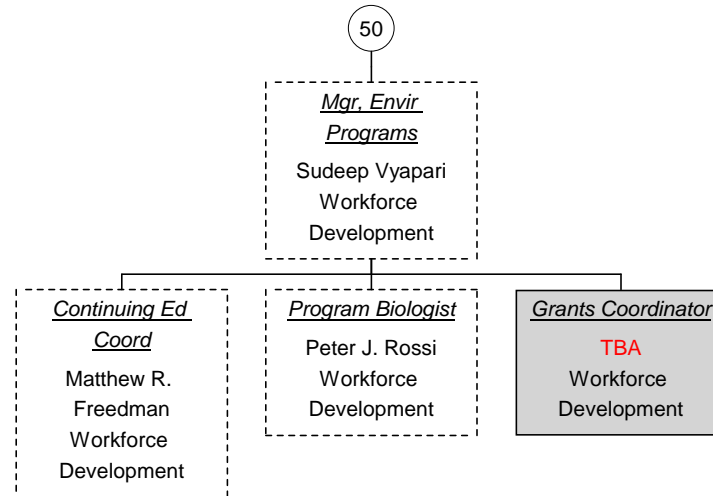 50
Mgr, Envir
Programs
Sudeep Vyapari
Workforce
Development
Continuing Ed
Coord
Matthew R.
Freedman
Workforce
Development
Program Biologist
Peter J. Rossi
Workforce
Development
Grants Coordinator
TBA
Workforce
Development